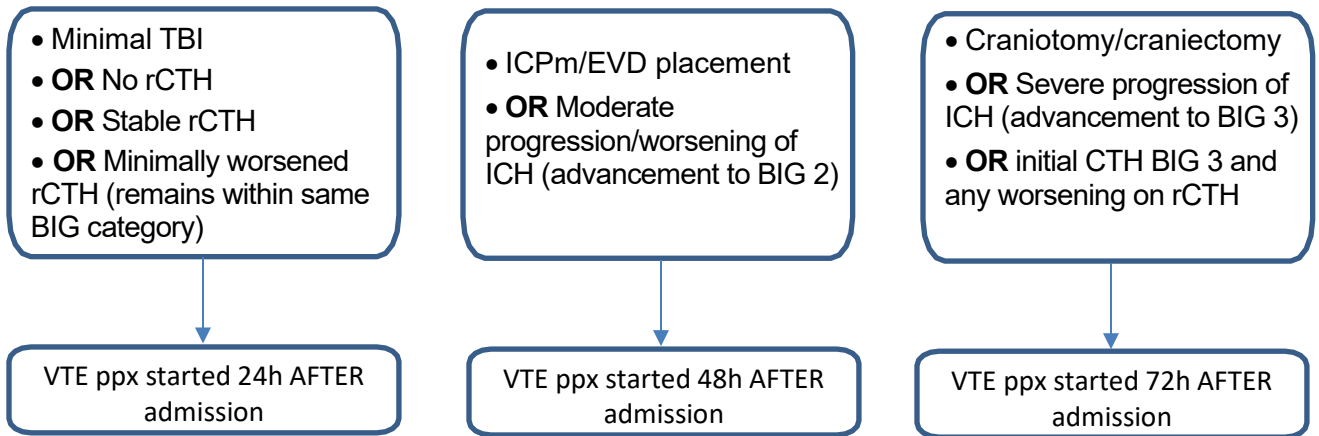 • Minimal TBI
• OR No rCTH
• OR Stable rCTH
• OR Minimally worsened
rCTH (remains within same
BIG category)
VTE ppx started 24h AFTER
admission
• ICPm/EVD placement
• OR Moderate
progression/worsening of
ICH (advancement to BIG 2)
VTE ppx started 48h AFTER
admission
• Craniotomy/craniectomy
• OR Severe progression of
ICH (advancement to BIG 3)
• OR initial CTH BIG 3 and
any worsening on rCTH
VTE ppx started 72h AFTER
admission